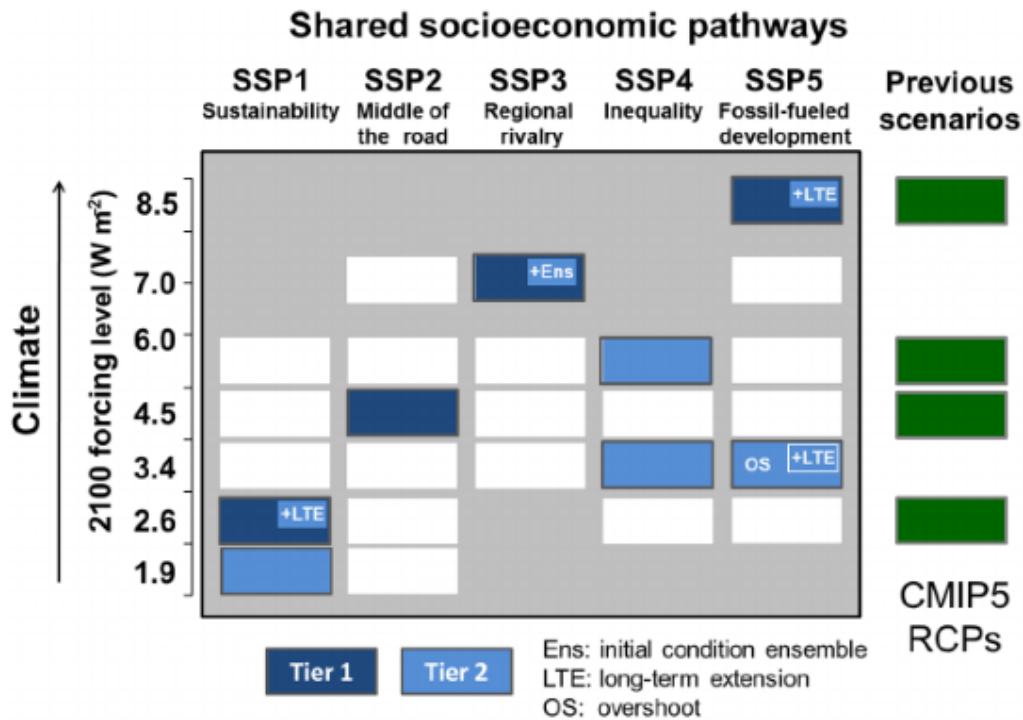 Shared socioeconomic pathways
SSP1 SSP2 SSP3 SSP4 SSP5 Previous
Sustainability Middle of Regional Inequality Fossil-fueled scenarios
the road rivalry development
8.5 +LTE
7.0 +Ens
6.0
4.5
3.4 OS +LTE
2.6 +LTE
1.9
Climate
2100 forcing level (W m-2)
CMIP5
RCPs
Tier 1 Tier 2
Ens: initial condition ensemble
LTE: long-term extension
OS: overshoot